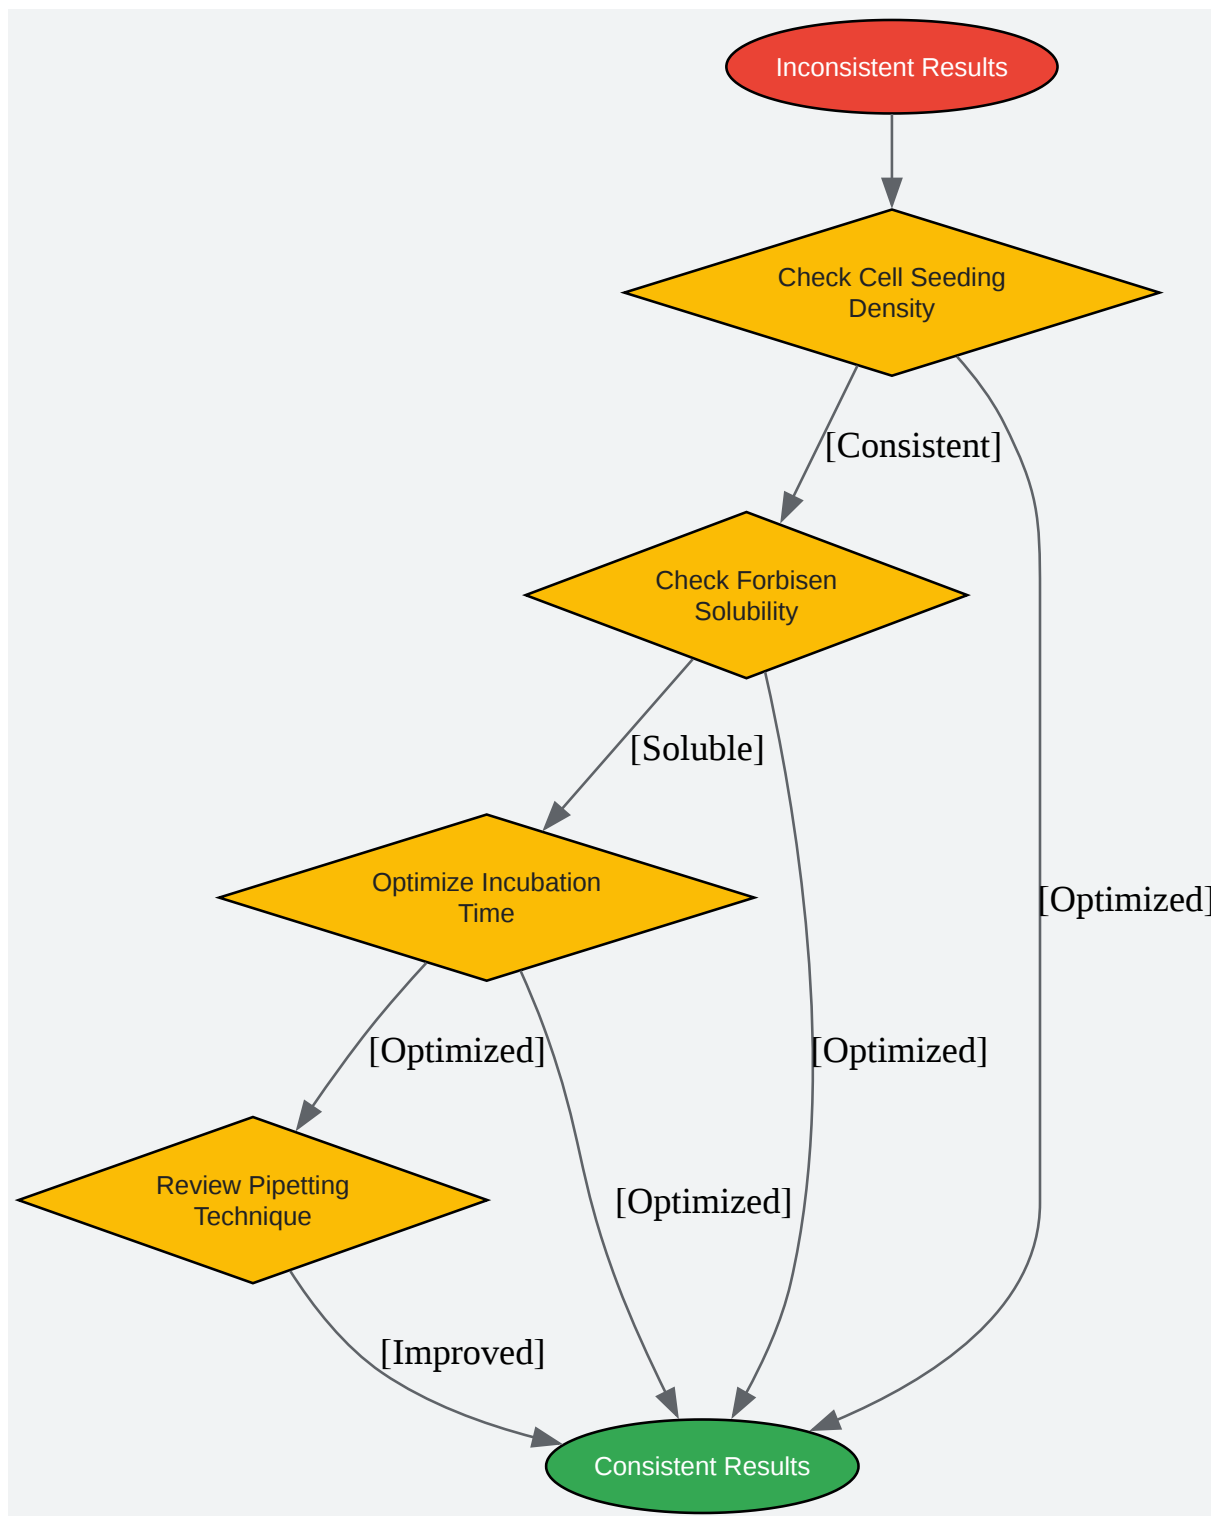 Inconsistent Results
Check Cell Seeding
Density
[Consistent]
Check Forbisen
Solubility
[Soluble]
Optimize Incubation
Time
[Optimized]
[Optimized]
[Optimized]
Review Pipetting
Technique
[Optimized]
[Improved]
Consistent Results